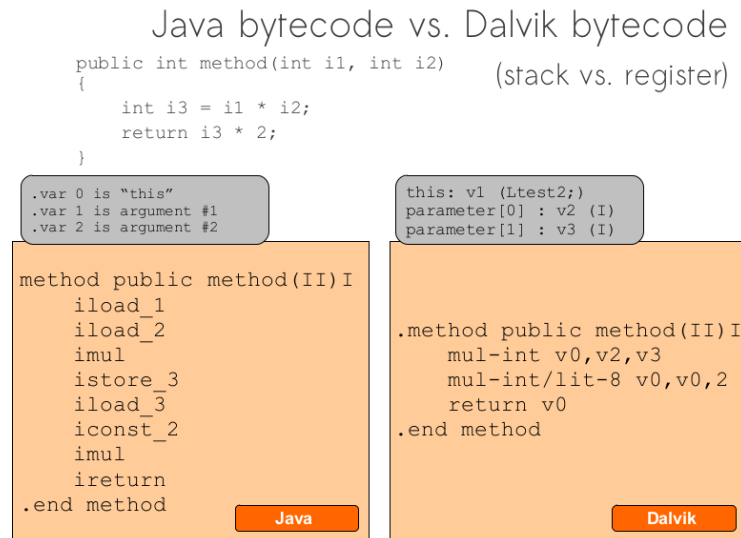 Java bytecode vs. Dalvik bytecode
(stack vs. register)
public int method(int i1, int i2)
{
int i3 = i1 * i2;
return i3 * 2;
}
.var 0 is “this”
.var 1 is argument #1
.var 2 is argument #2
method public method(II)I
iload_1
iload_2
imul
istore_3
iload_3
iconst_2
imul
ireturn
.end method
Java
this: v1 (Ltest2;)
parameter[0] : v2 (I)
parameter[1] : v3 (I)
.method public method(II)I
mul-int v0,v2,v3
mul-int/lit-8 v0,v0,2
return v0
.end method
Dalvik